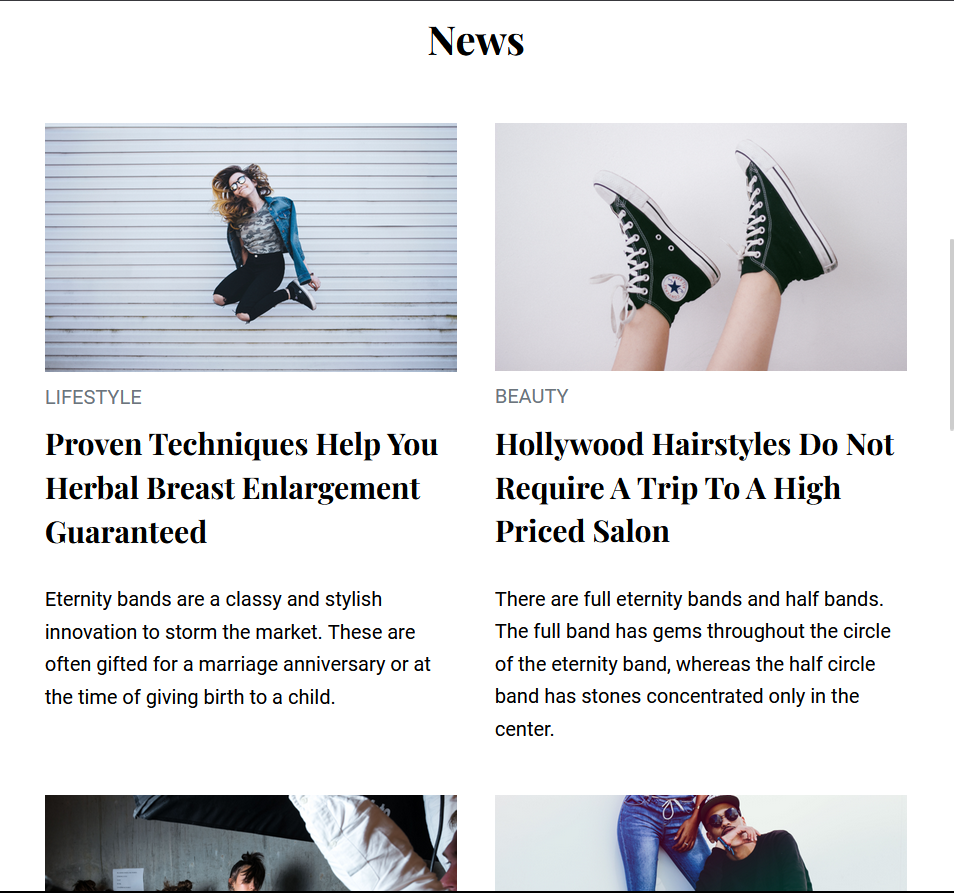 News
LIFESTYLE
Proven Techniques Help You
Herbal Breast Enlargement
Guaranteed
Eternity bands are a classy and stylish
innovation to storm the market. These are
often gifted for a marriage anniversary or at
the time of giving birth to a child.
BEAUTY
Hollywood Hairstyles Do Not
Require A Trip To A High
Priced Salon
There are full eternity bands and half bands.
The full band has gems throughout the circle
of the eternity band, whereas the half circle
band has stones concentrated only in the
center.